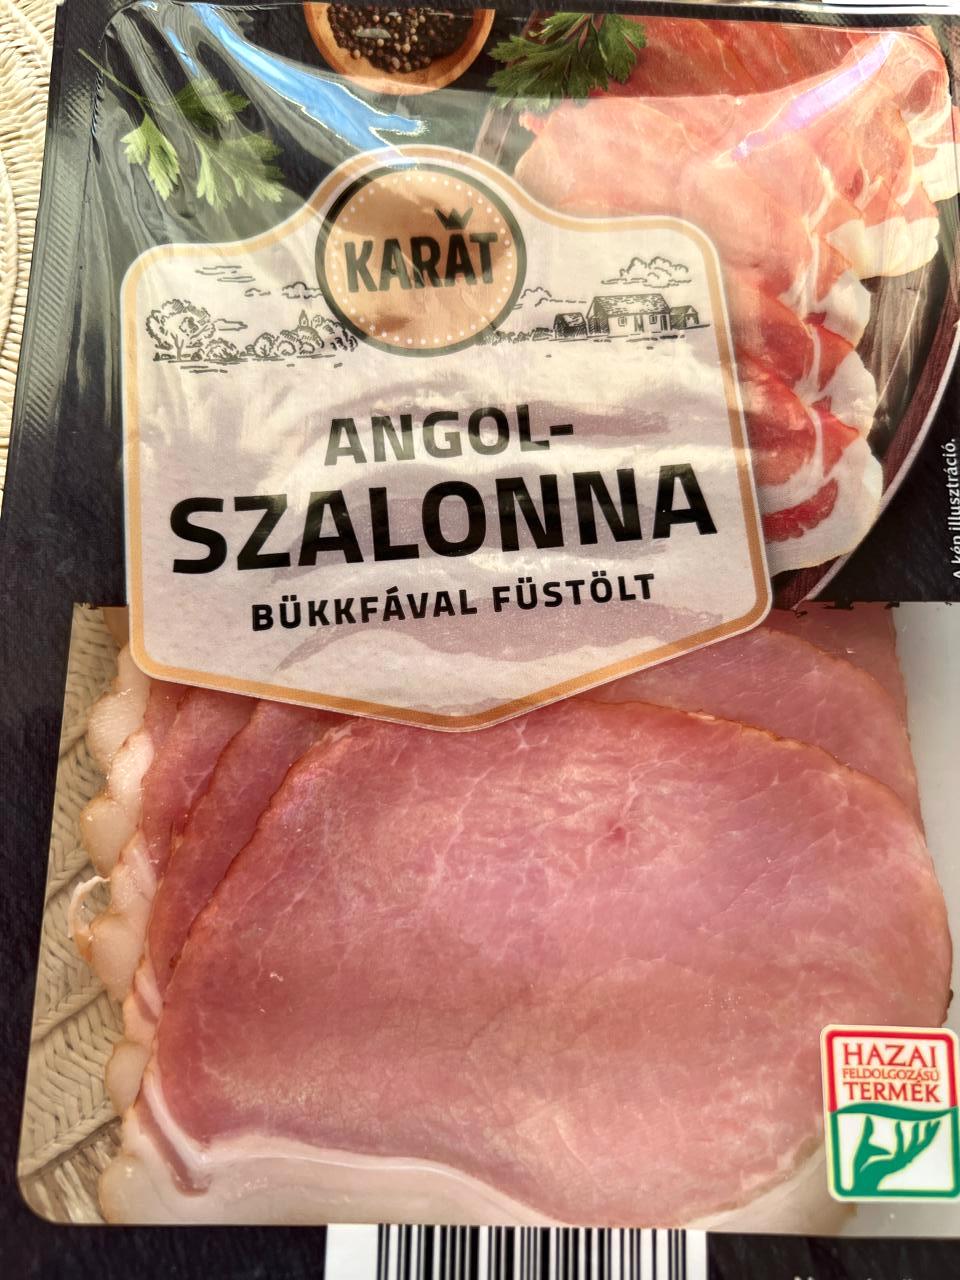 KARÁT
ANGOL-
SZALONNA
BÜKKFÁVAL FÜSTÖLT
A kép illusztráció.
HAZAI
FELDOLGOZÁSÚ
TERMÉK